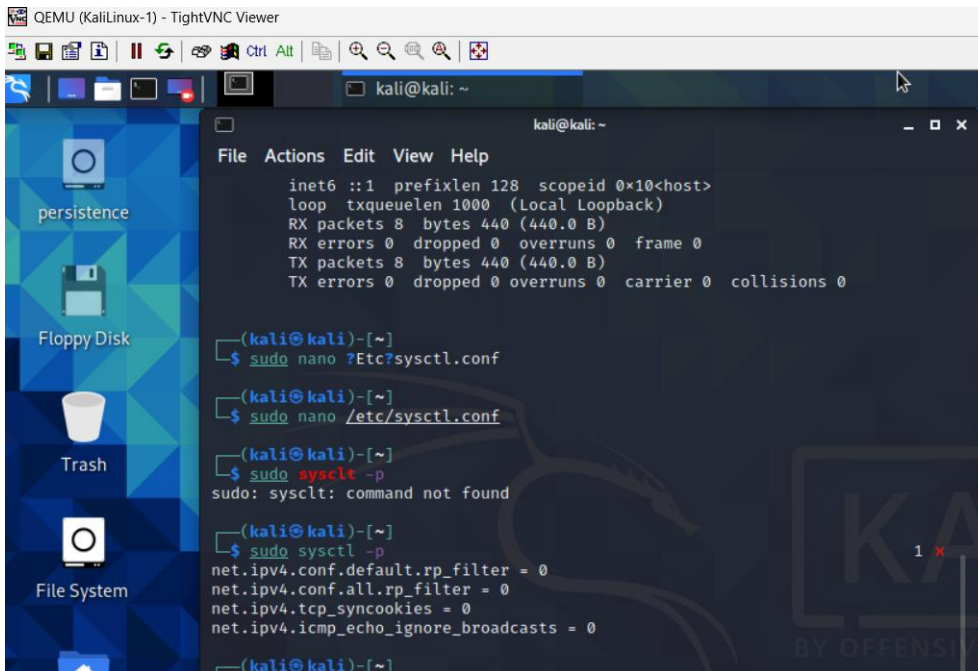 QEMU (KaliLinux-1) - TightVNC Viewer
Ctrl Alt
kali@kali: ~
kali@kali: ~
File Actions Edit View Help
inet6 ::1 prefixlen 128 scopeid 0×10<host>
loop txqueuelen 1000 (Local Loopback)
RX packets 8 bytes 440 (440.0 B)
RX errors 0 dropped 0 overruns 0 frame 0
TX packets 8 bytes 440 (440.0 B)
TX errors 0 dropped 0 overruns 0 carrier 0 collisions 0
(kali㉿kali)-[~]
$ sudo nano ?Etc?sysctl.conf
(kali㉿kali)-[~]
$ sudo nano /etc/sysctl.conf
(kali㉿kali)-[~]
$ sudo sysclt -p
sudo: sysclt: command not found
(kali㉿kali)-[~]
$ sudo sysctl -p
1 ×
net.ipv4.conf.default.rp_filter = 0
net.ipv4.conf.all.rp_filter = 0
net.ipv4.tcp_syncookies = 0
net.ipv4.icmp_echo_ignore_broadcasts = 0
(kali㉿kali)-[~]
persistence
Floppy Disk
Trash
File System
KA
BY OFFENSI